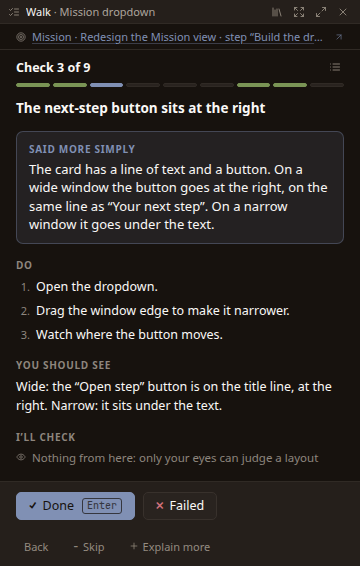 Walk · Mission dropdown
Mission · Redesign the Mission view · step “Build the dr...
Check 3 of 9
The next-step button sits at the right
SAID MORE SIMPLY
The card has a line of text and a button. On a
wide window the button goes at the right, on the
same line as “Your next step”. On a narrow
window it goes under the text.
DO
1. Open the dropdown.
2. Drag the window edge to make it narrower.
3. Watch where the button moves.
YOU SHOULD SEE
Wide: the “Open step” button is on the title line, at the
right. Narrow: it sits under the text.
I’LL CHECK
Nothing from here: only your eyes can judge a layout
Done Enter Failed
Back Skip Explain more